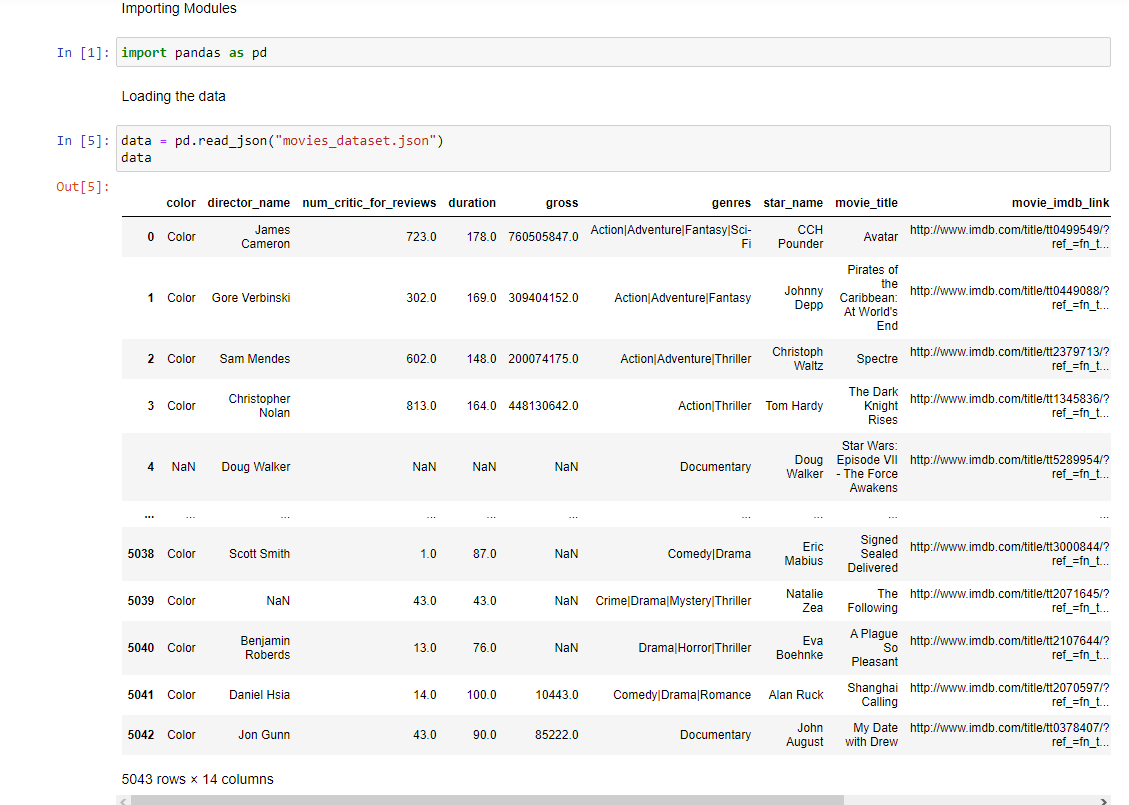 Importing Modules
In [1]: import pandas as pd
Loading the data
In [5]: data = pd.read_json("movies_dataset.json")
data
Out[5]:
color director_name num_critic_for_reviews duration gross genres star_name movie_title movie_imdb_link
0 Color James Cameron 723.0 178.0 760505847.0 Action|Adventure|Fantasy|Sci-Fi CCH Pounder Avatar http://www.imdb.com/title/tt0499549/?ref_=fn_t...
1 Color Gore Verbinski 302.0 169.0 309404152.0 Action|Adventure|Fantasy Johnny Depp Pirates of the Caribbean: At World's End http://www.imdb.com/title/tt0449088/?ref_=fn_t...
2 Color Sam Mendes 602.0 148.0 200074175.0 Action|Adventure|Thriller Christoph Waltz Spectre http://www.imdb.com/title/tt2379713/?ref_=fn_t...
3 Color Christopher Nolan 813.0 164.0 448130642.0 Action|Thriller Tom Hardy The Dark Knight Rises http://www.imdb.com/title/tt1345836/?ref_=fn_t...
4 NaN Doug Walker NaN NaN NaN Documentary Doug Walker Star Wars: Episode VII - The Force Awakens http://www.imdb.com/title/tt5289954/?ref_=fn_t...
... ... ... ... ... ... ... ... ... ...
5038 Color Scott Smith 1.0 87.0 NaN Comedy|Drama Eric Mabius Signed Sealed Delivered http://www.imdb.com/title/tt3000844/?ref_=fn_t...
5039 Color NaN 43.0 43.0 NaN Crime|Drama|Mystery|Thriller Natalie Zea The Following http://www.imdb.com/title/tt2071645/?ref_=fn_t...
5040 Color Benjamin Roberds 13.0 76.0 NaN Drama|Horror|Thriller Eva Boehnke A Plague So Pleasant http://www.imdb.com/title/tt2107644/?ref_=fn_t...
5041 Color Daniel Hsia 14.0 100.0 10443.0 Comedy|Drama|Romance Alan Ruck Shanghai Calling http://www.imdb.com/title/tt2070597/?ref_=fn_t...
5042 Color Jon Gunn 43.0 90.0 85222.0 Documentary John August My Date with Drew http://www.imdb.com/title/tt0378407/?ref_=fn_t...
5043 rows × 14 columns